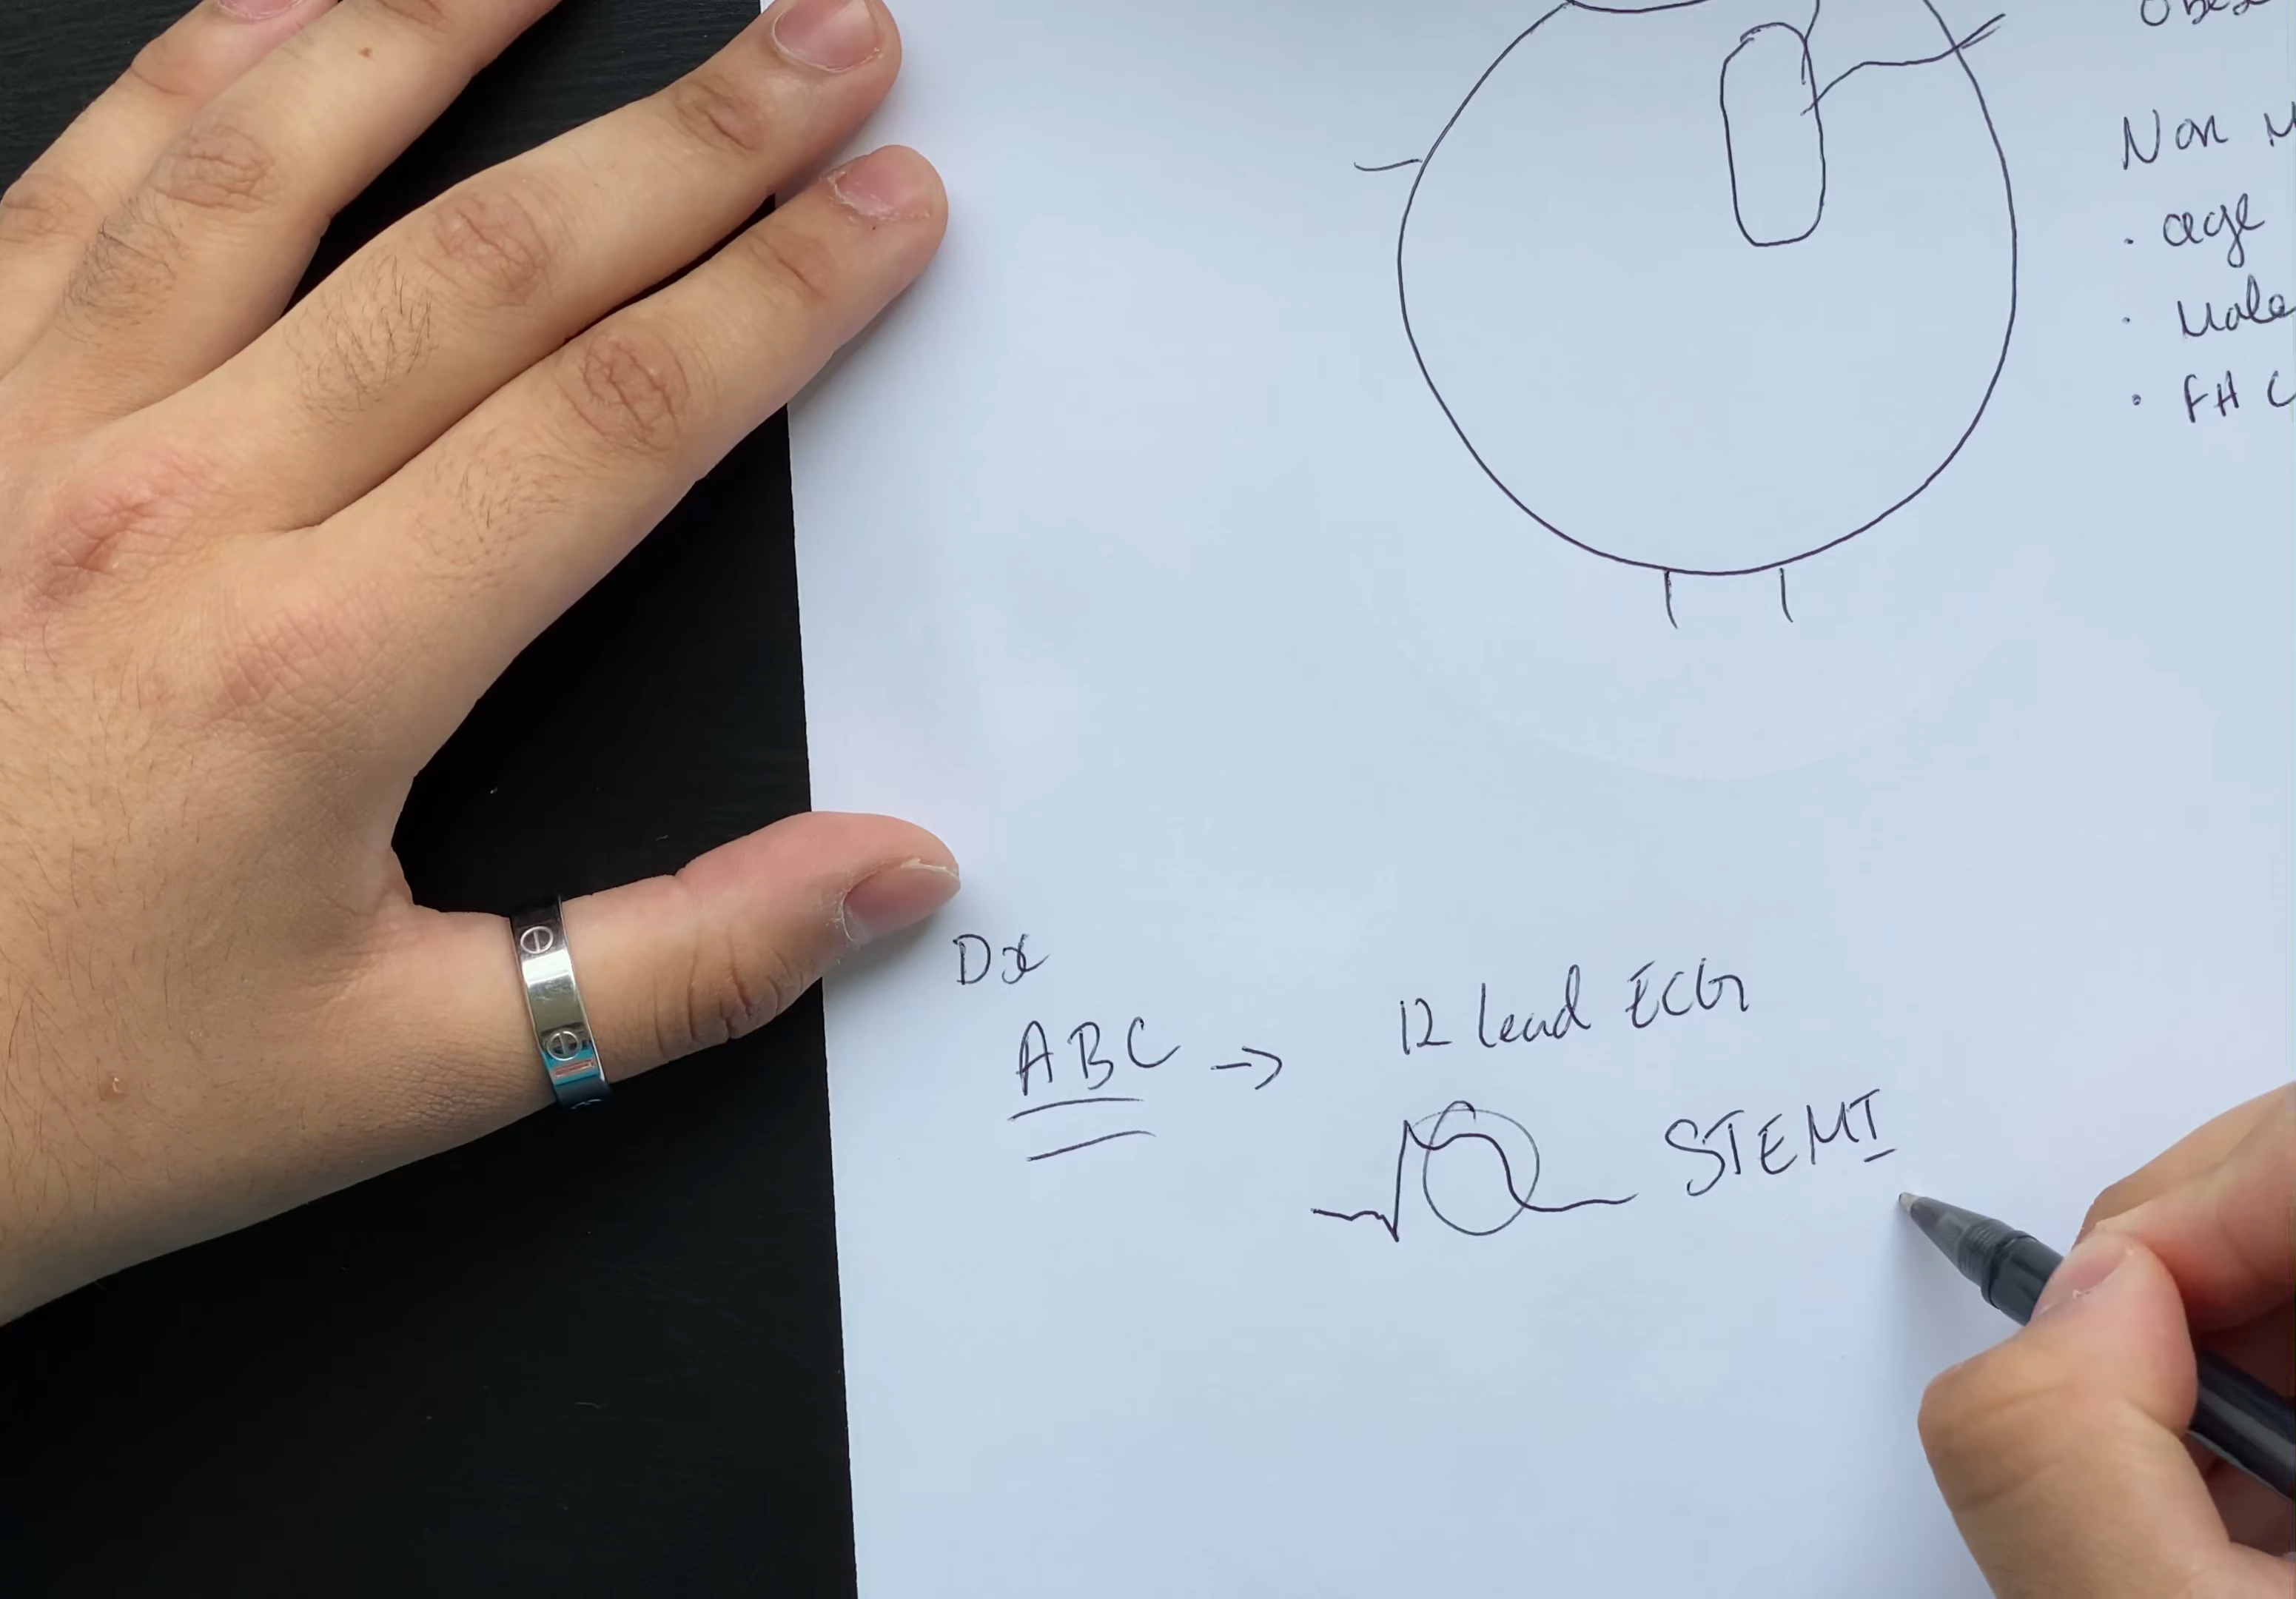 Non
· age
· Male
· FH
Dx
ABC → 12 lead ECG
STEMI